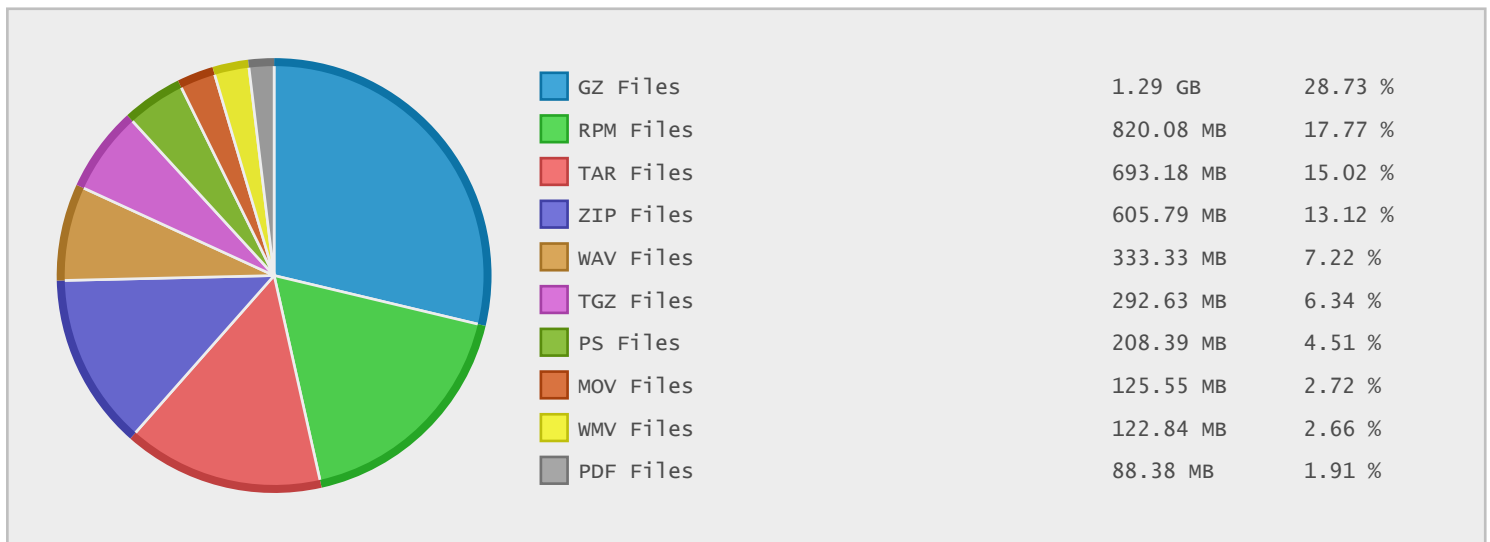 GZ Files 1.29 GB 28.73 %
RPM Files 820.08 MB 17.77 %
TAR Files 693.18 MB 15.02 %
ZIP Files 605.79 MB 13.12 %
WAV Files 333.33 MB 7.22 %
TGZ Files 292.63 MB 6.34 %
PS Files 208.39 MB 4.51 %
MOV Files 125.55 MB 2.72 %
WMV Files 122.84 MB 2.66 %
PDF Files 88.38 MB 1.91 %